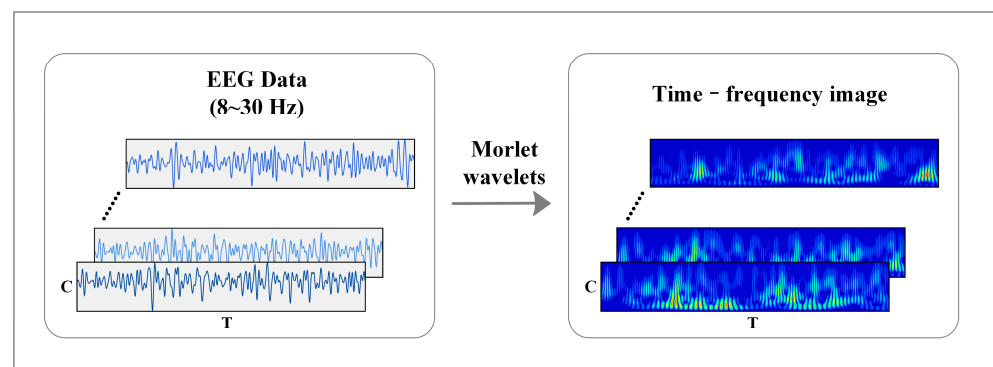 EEG Data
(8~30 Hz)
C
T
Morlet
wavelets
Time - frequency image
C
T